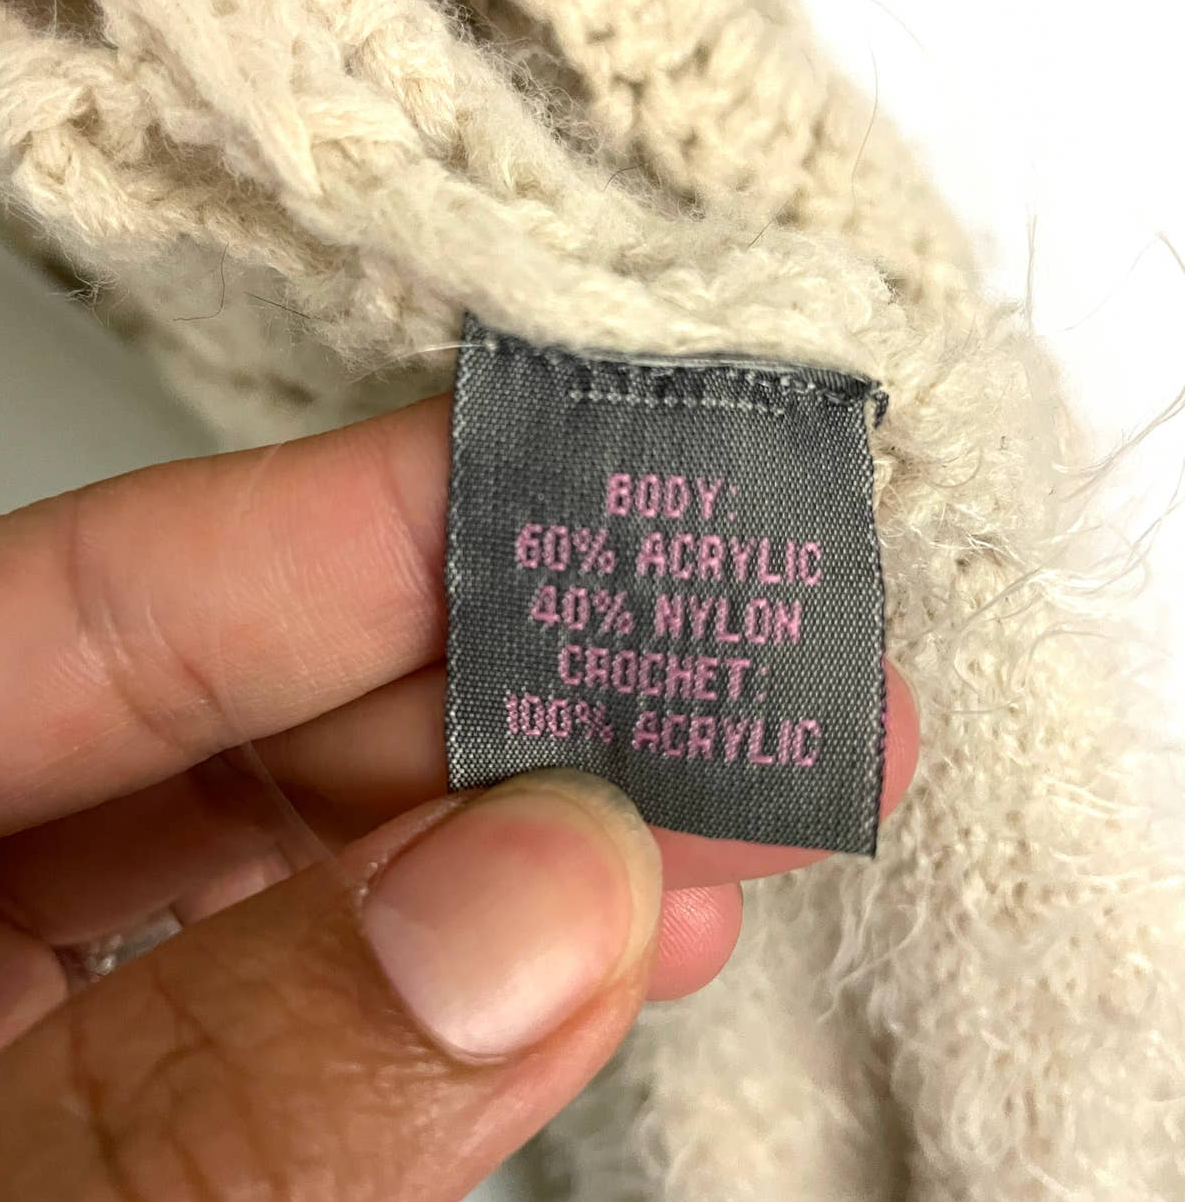 BODY:
60% ACRYLIC
40% NYLON
CROCHET:
100% ACRYLIC